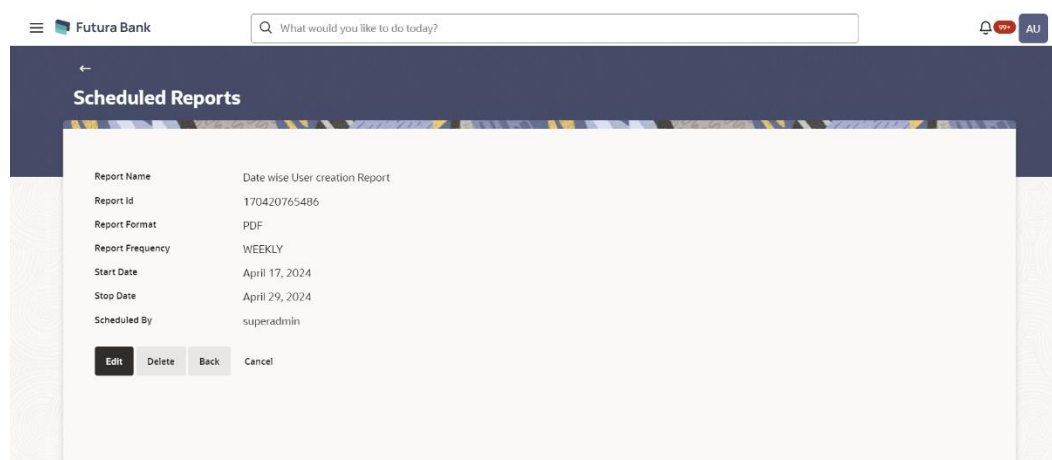 Futura Bank
What would you like to do today?
99+
AU
Scheduled Reports
Report Name Date wise User creation Report
Report Id 170420765486
Report Format PDF
Report Frequency WEEKLY
Start Date April 17, 2024
Stop Date April 29, 2024
Scheduled By superadmin
Edit Delete Back Cancel